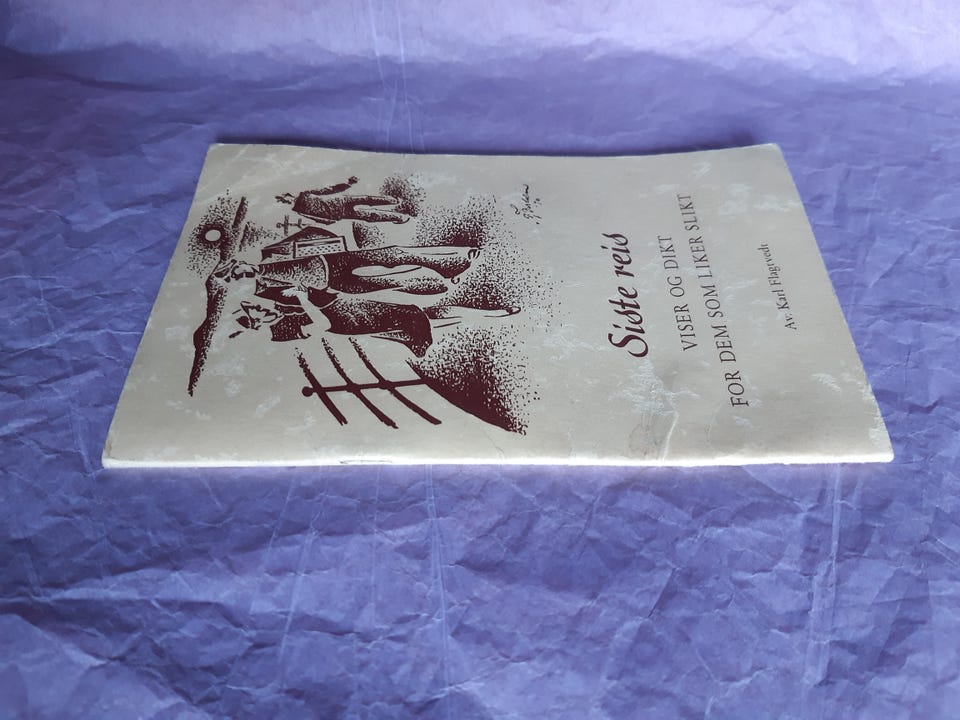 Siste reis
VISER OG DIKT
FOR DEM SOM LIKER SLIKT
Av Karl Flagtvedt